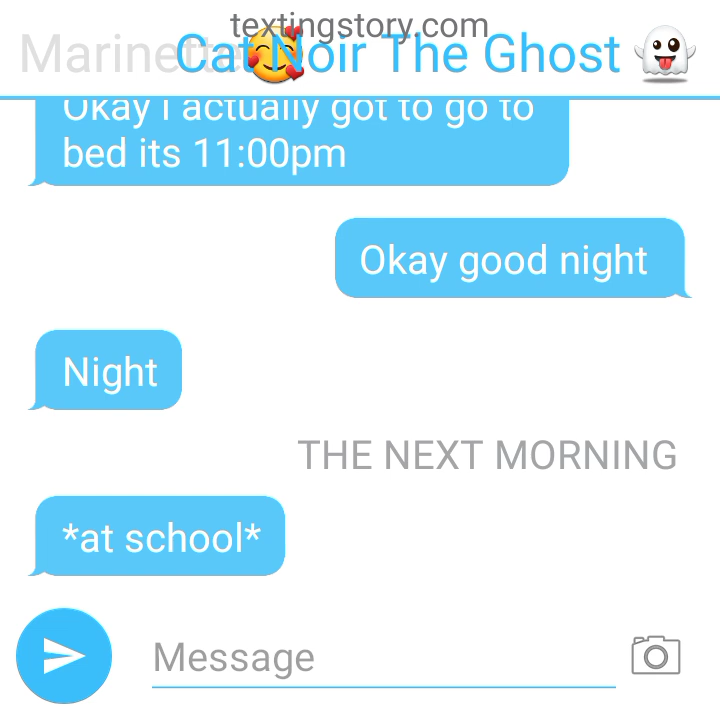 textingstory.com
Marinette🥰 Cat Noir The Ghost 👻
Okay I actually got to go to
bed its 11:00pm
Okay good night
Night
THE NEXT MORNING
*at school*
Message